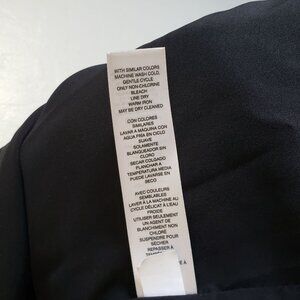 WITH SIMILAR COLORS
MACHINE WASH COLD,
GENTLE CYCLE
ONLY NON-CHLORINE
BLEACH
LINE DRY
WARM IRON
MAY BE DRY CLEANED
CON COLORES
SIMILARES
LAVAR A MAQUINA CON
AGUA FRIA EN CICLO
SUAVE
SOLAMENTE
BLANQUEADOR SIN
CLORO
SECAR COLGADO
PLANCHAR A
TEMPERATURA MEDIA
PUEDE LAVARSE EN
SECO
AVEC COULEURS
SEMBLABLES
LAVER À LA MACHINE AU
CYCLE DÉLICAT À L'EAU
FROIDE
UTILISER SEULEMENT
UN AGENT DE
BLANCHIMENT NON
CHLORÉ
SUSPENDRE POUR
SÉCHER
REPASSER À